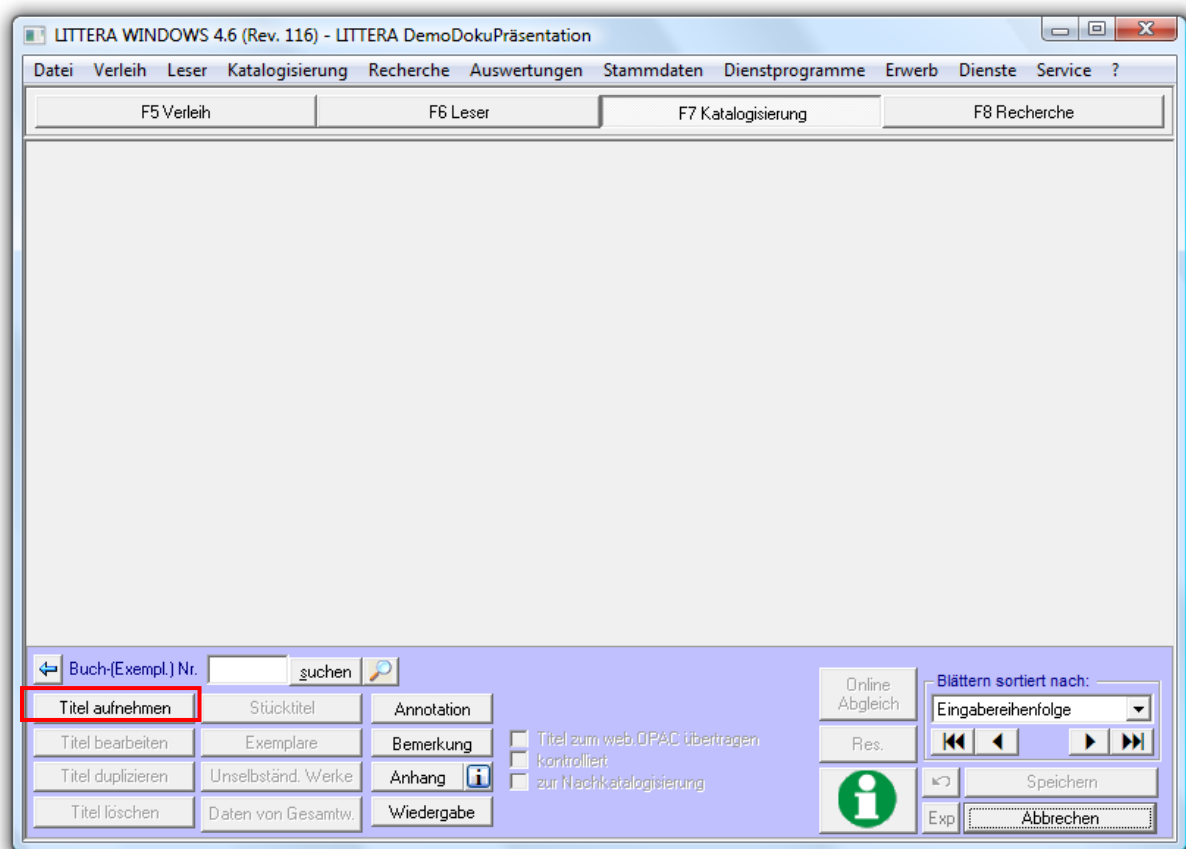 LITTERA WINDOWS 4.6 (Rev. 116) - LITTERA DemoDokuPräsentation
Datei Verleih Leser Katalogisierung Recherche Auswertungen Stammdaten Dienstprogramme Erwerb Dienste Service ?
F5 Verleih F6 Leser F7 Katalogisierung F8 Recherche
Buch-(Exempl.) Nr. suchen
Titel aufnehmen Stücktitel Annotation
Titel bearbeiten Exemplare Bemerkung
Titel duplizieren Unselbständ. Werke Anhang
Titel löschen Daten von Gesamtw. Wiedergabe
Titel zum web.OPAC übertragen
kontrolliert
zur Nachkatalogisierung
Online
Abgleich
Res.
Blättern sortiert nach:
Eingabereihenfolge
Speichern
Exp Abbrechen